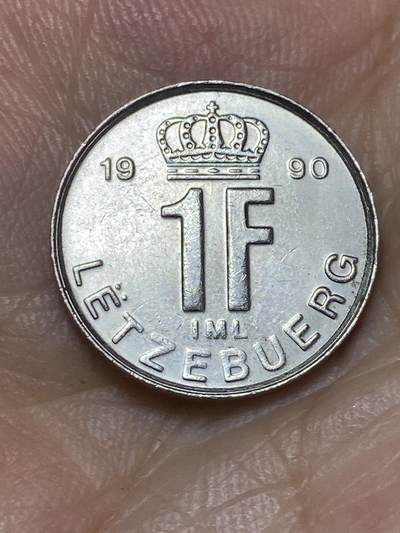 19 90
1F
IML
LËTZEBUERG